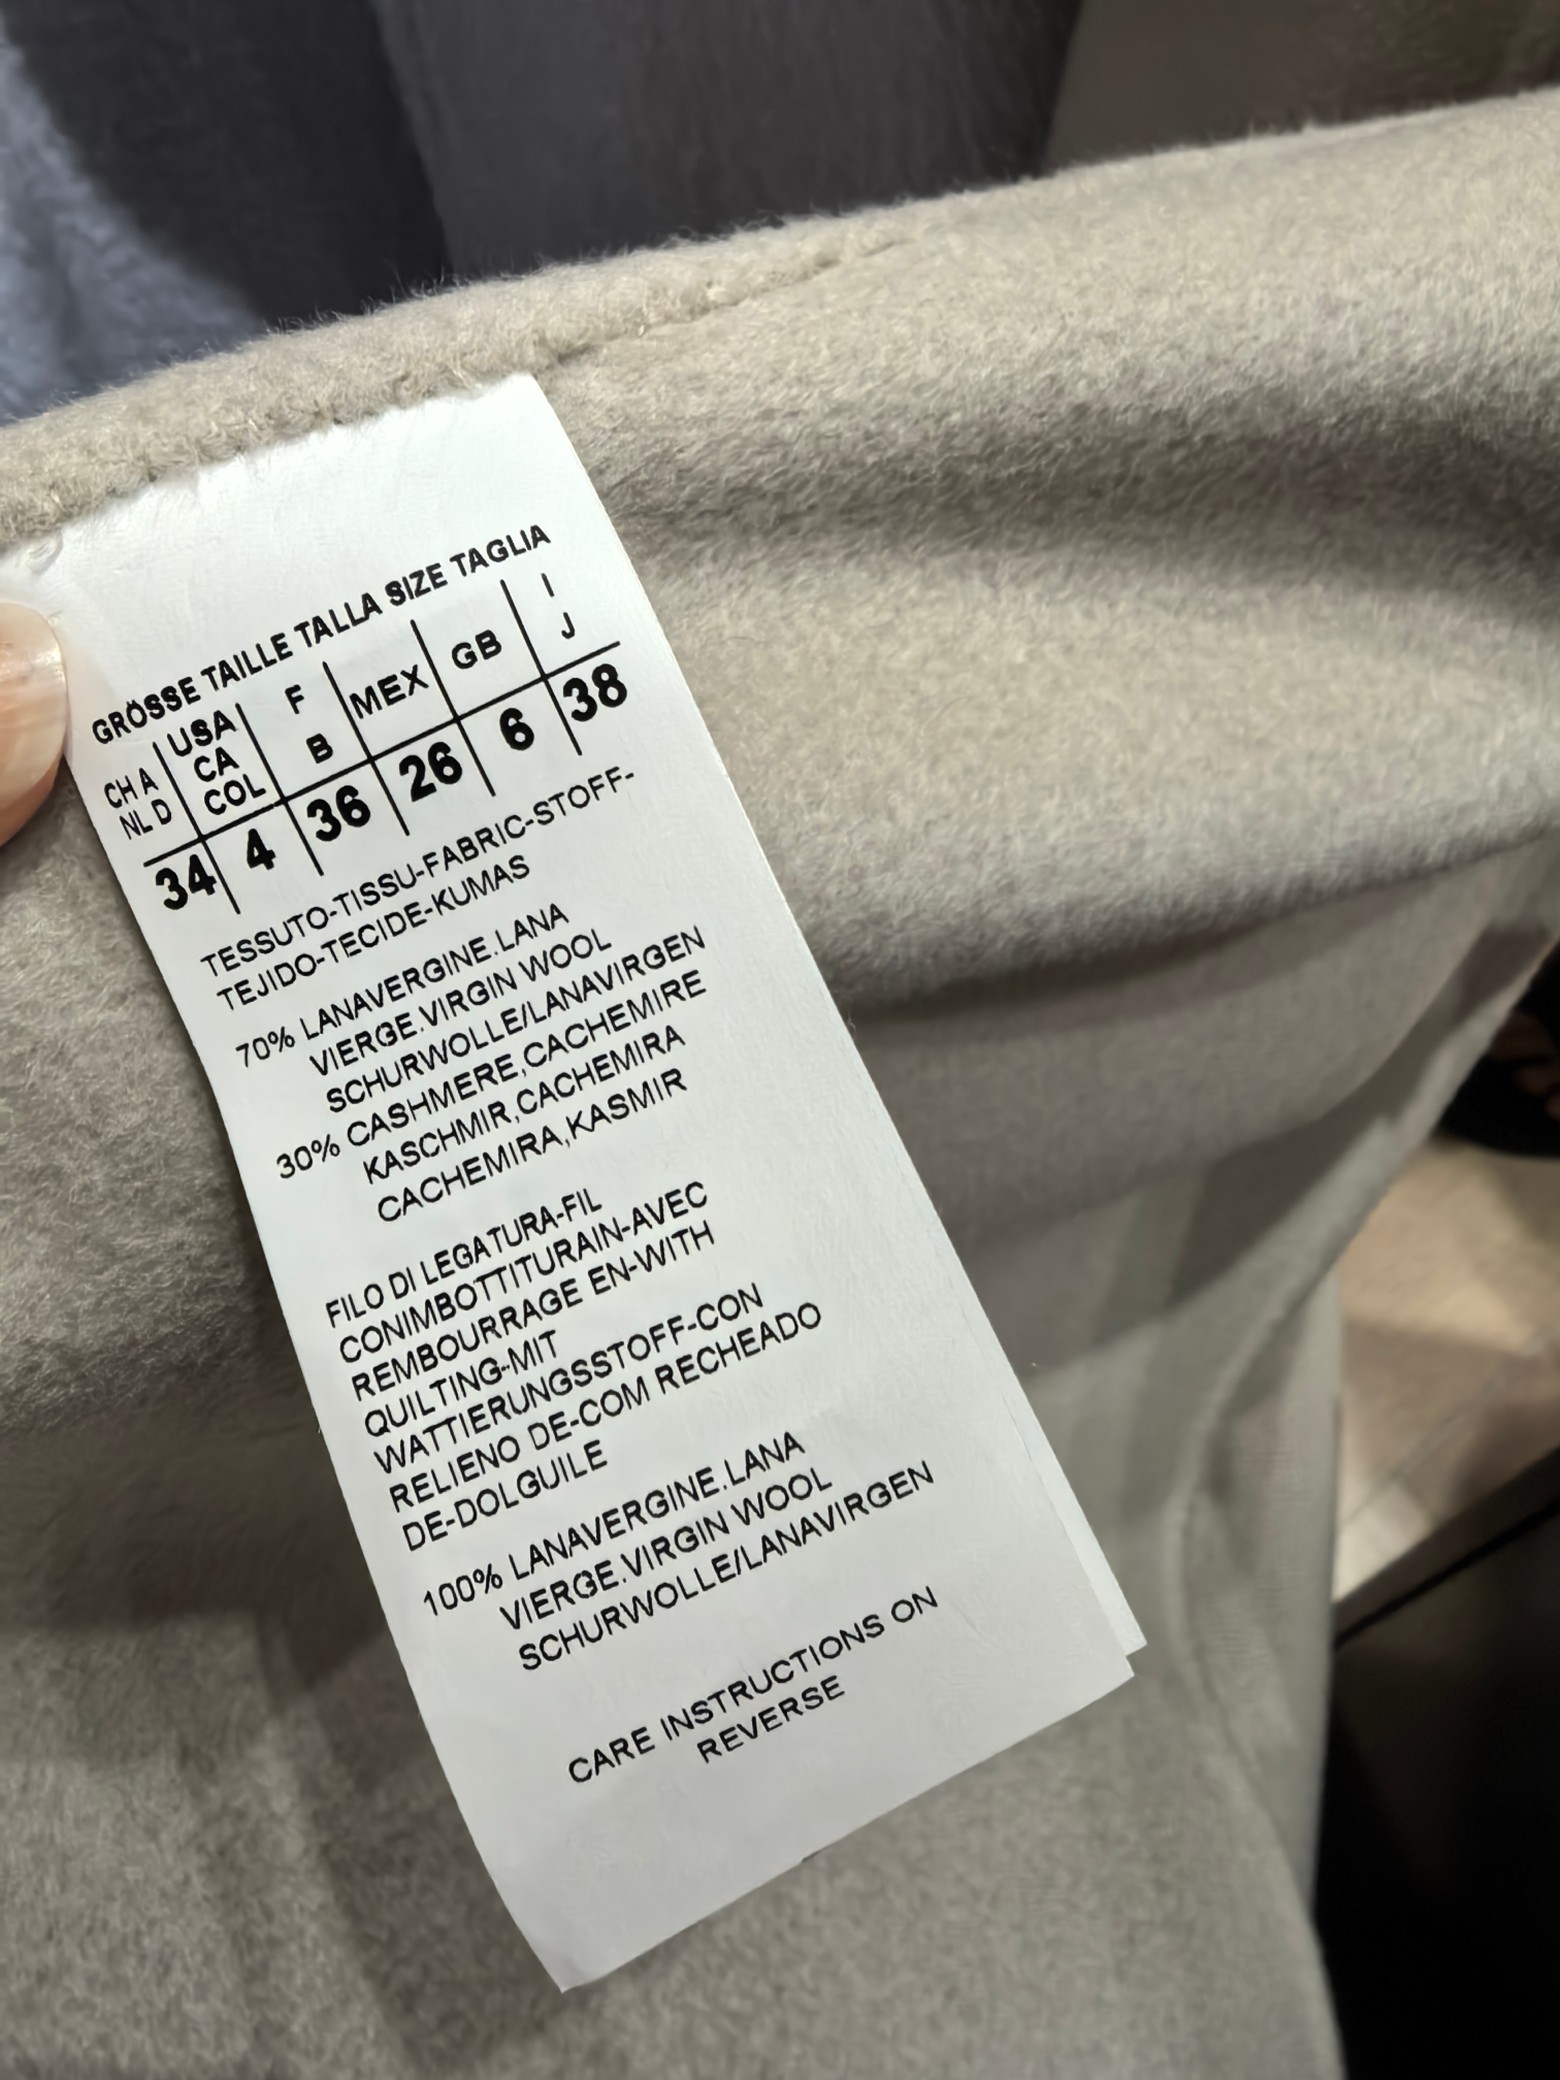 GRÖSSE TAILLE TALLA SIZE TAGLIA
CH A NL D | USA CA COL | F B | MEX | GB | I J
34 | 4 | 36 | 26 | 6 | 38
TESSUTO-TISSU-FABRIC-STOFF-
TEJIDO-TECIDE-KUMAS
70% LANAVERGINE.LANA
VIERGE.VIRGIN WOOL
SCHURWOLLE/LANAVIRGEN
30% CASHMERE,CACHEMIRE
KASCHMIR,CACHEMIRA
CACHEMIRA,KASMIR
FILO DI LEGATURA-FIL
CONIMBOTTITURAIN-AVEC
REMBOURRAGE EN-WITH
QUILTING-MIT
WATTIERUNGSSTOFF-CON
RELIENO DE-COM RECHEADO
DE-DOLGUILE
100% LANAVERGINE.LANA
VIERGE.VIRGIN WOOL
SCHURWOLLE/LANAVIRGEN
CARE INSTRUCTIONS ON
REVERSE